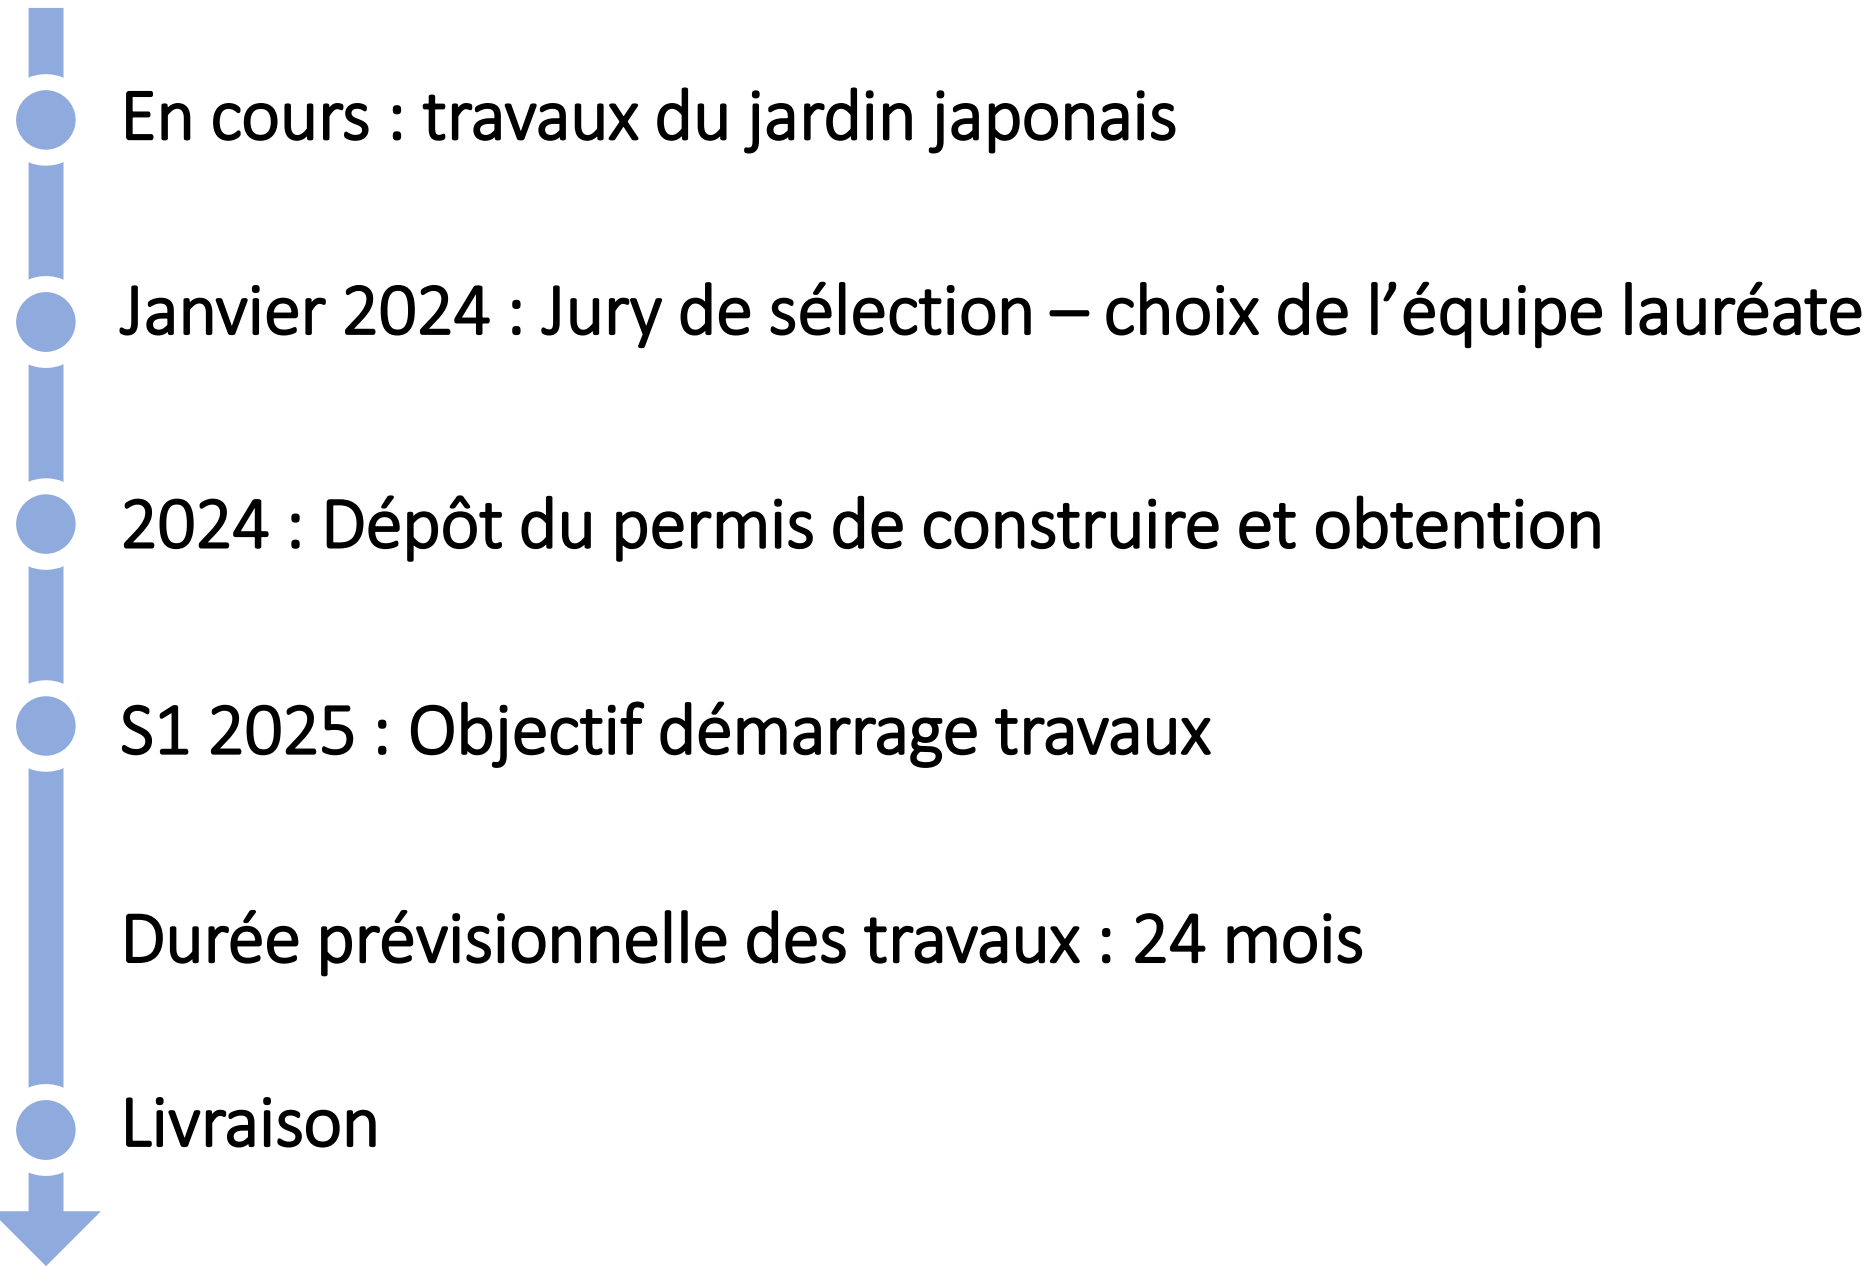 En cours : travaux du jardin japonais
Janvier 2024 : Jury de sélection – choix de l’équipe lauréate
2024 : Dépôt du permis de construire et obtention
S1 2025 : Objectif démarrage travaux
Durée prévisionnelle des travaux : 24 mois
Livraison